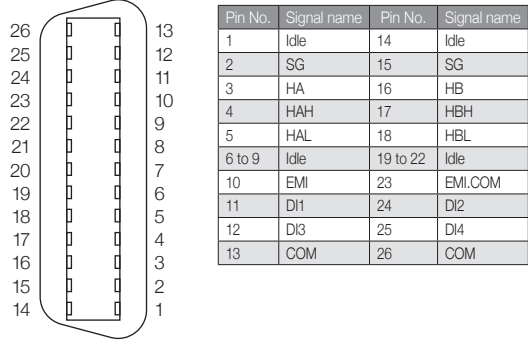 26 13
25 12
24 11
23 10
22 9
21 8
20 7
19 6
18 5
17 4
16 3
15 2
14 1
Pin No. Signal name Pin No. Signal name
1 Idle 14 Idle
2 SG 15 SG
3 HA 16 HB
4 HAH 17 HBH
5 HAL 18 HBL
6 to 9 Idle 19 to 22 Idle
10 EMI 23 EMI.COM
11 DI1 24 DI2
12 DI3 25 DI4
13 COM 26 COM